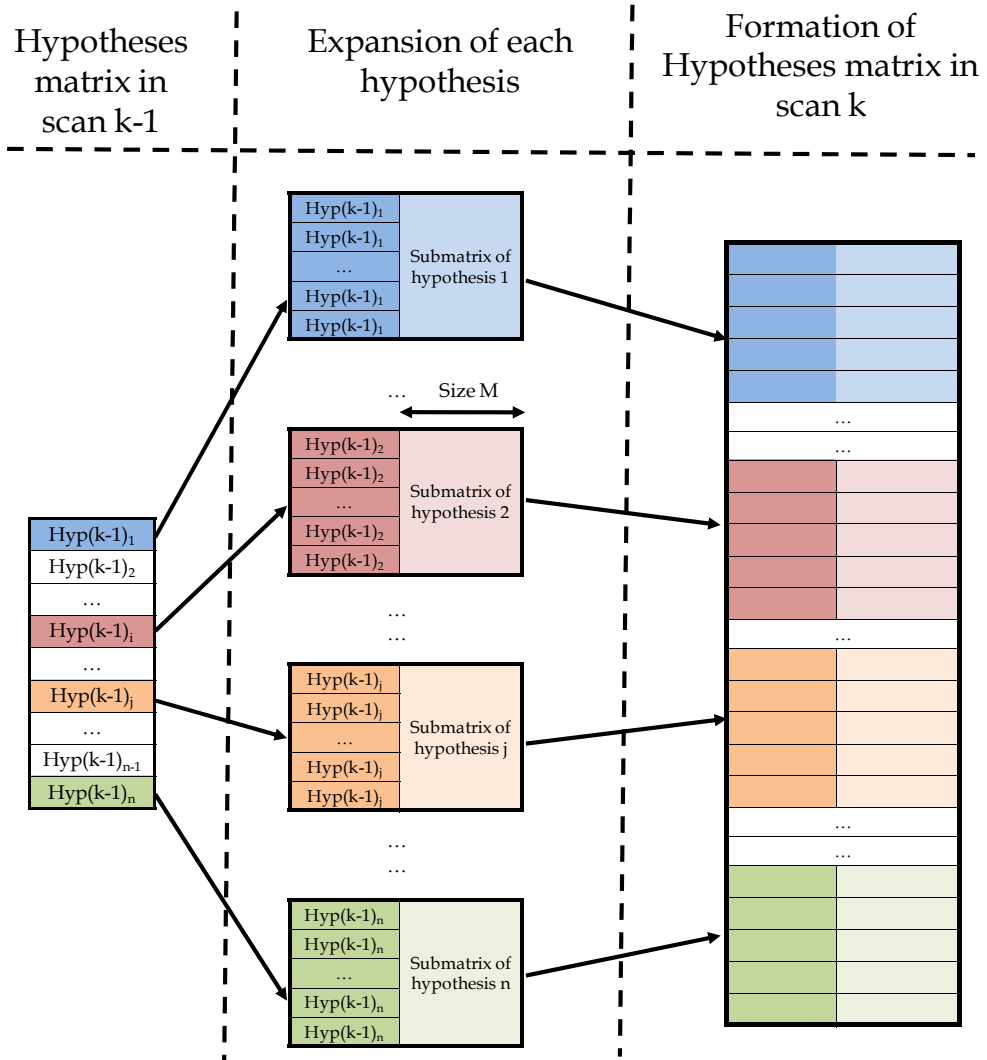 Hypotheses
matrix in
scan k-1
Expansion of each
hypothesis
Formation of
Hypotheses matrix in
scan k
Hyp(k-1)₁
Hyp(k-1)₂
...
Hyp(k-1)ᵢ
...
Hyp(k-1)ⱼ
...
Hyp(k-1)ₙ₋₁
Hyp(k-1)ₙ
Hyp(k-1)₁
Hyp(k-1)₁
...
Hyp(k-1)₁
Hyp(k-1)₁
Submatrix of
hypothesis 1
... Size M
Hyp(k-1)₂
Hyp(k-1)₂
...
Hyp(k-1)₂
Hyp(k-1)₂
Submatrix of
hypothesis 2
...
...
Hyp(k-1)ⱼ
Hyp(k-1)ⱼ
...
Hyp(k-1)ⱼ
Hyp(k-1)ⱼ
Submatrix of
hypothesis j
...
...
Hyp(k-1)ₙ
Hyp(k-1)ₙ
...
Hyp(k-1)ₙ
Hyp(k-1)ₙ
Submatrix of
hypothesis n
...
...
...
...
...